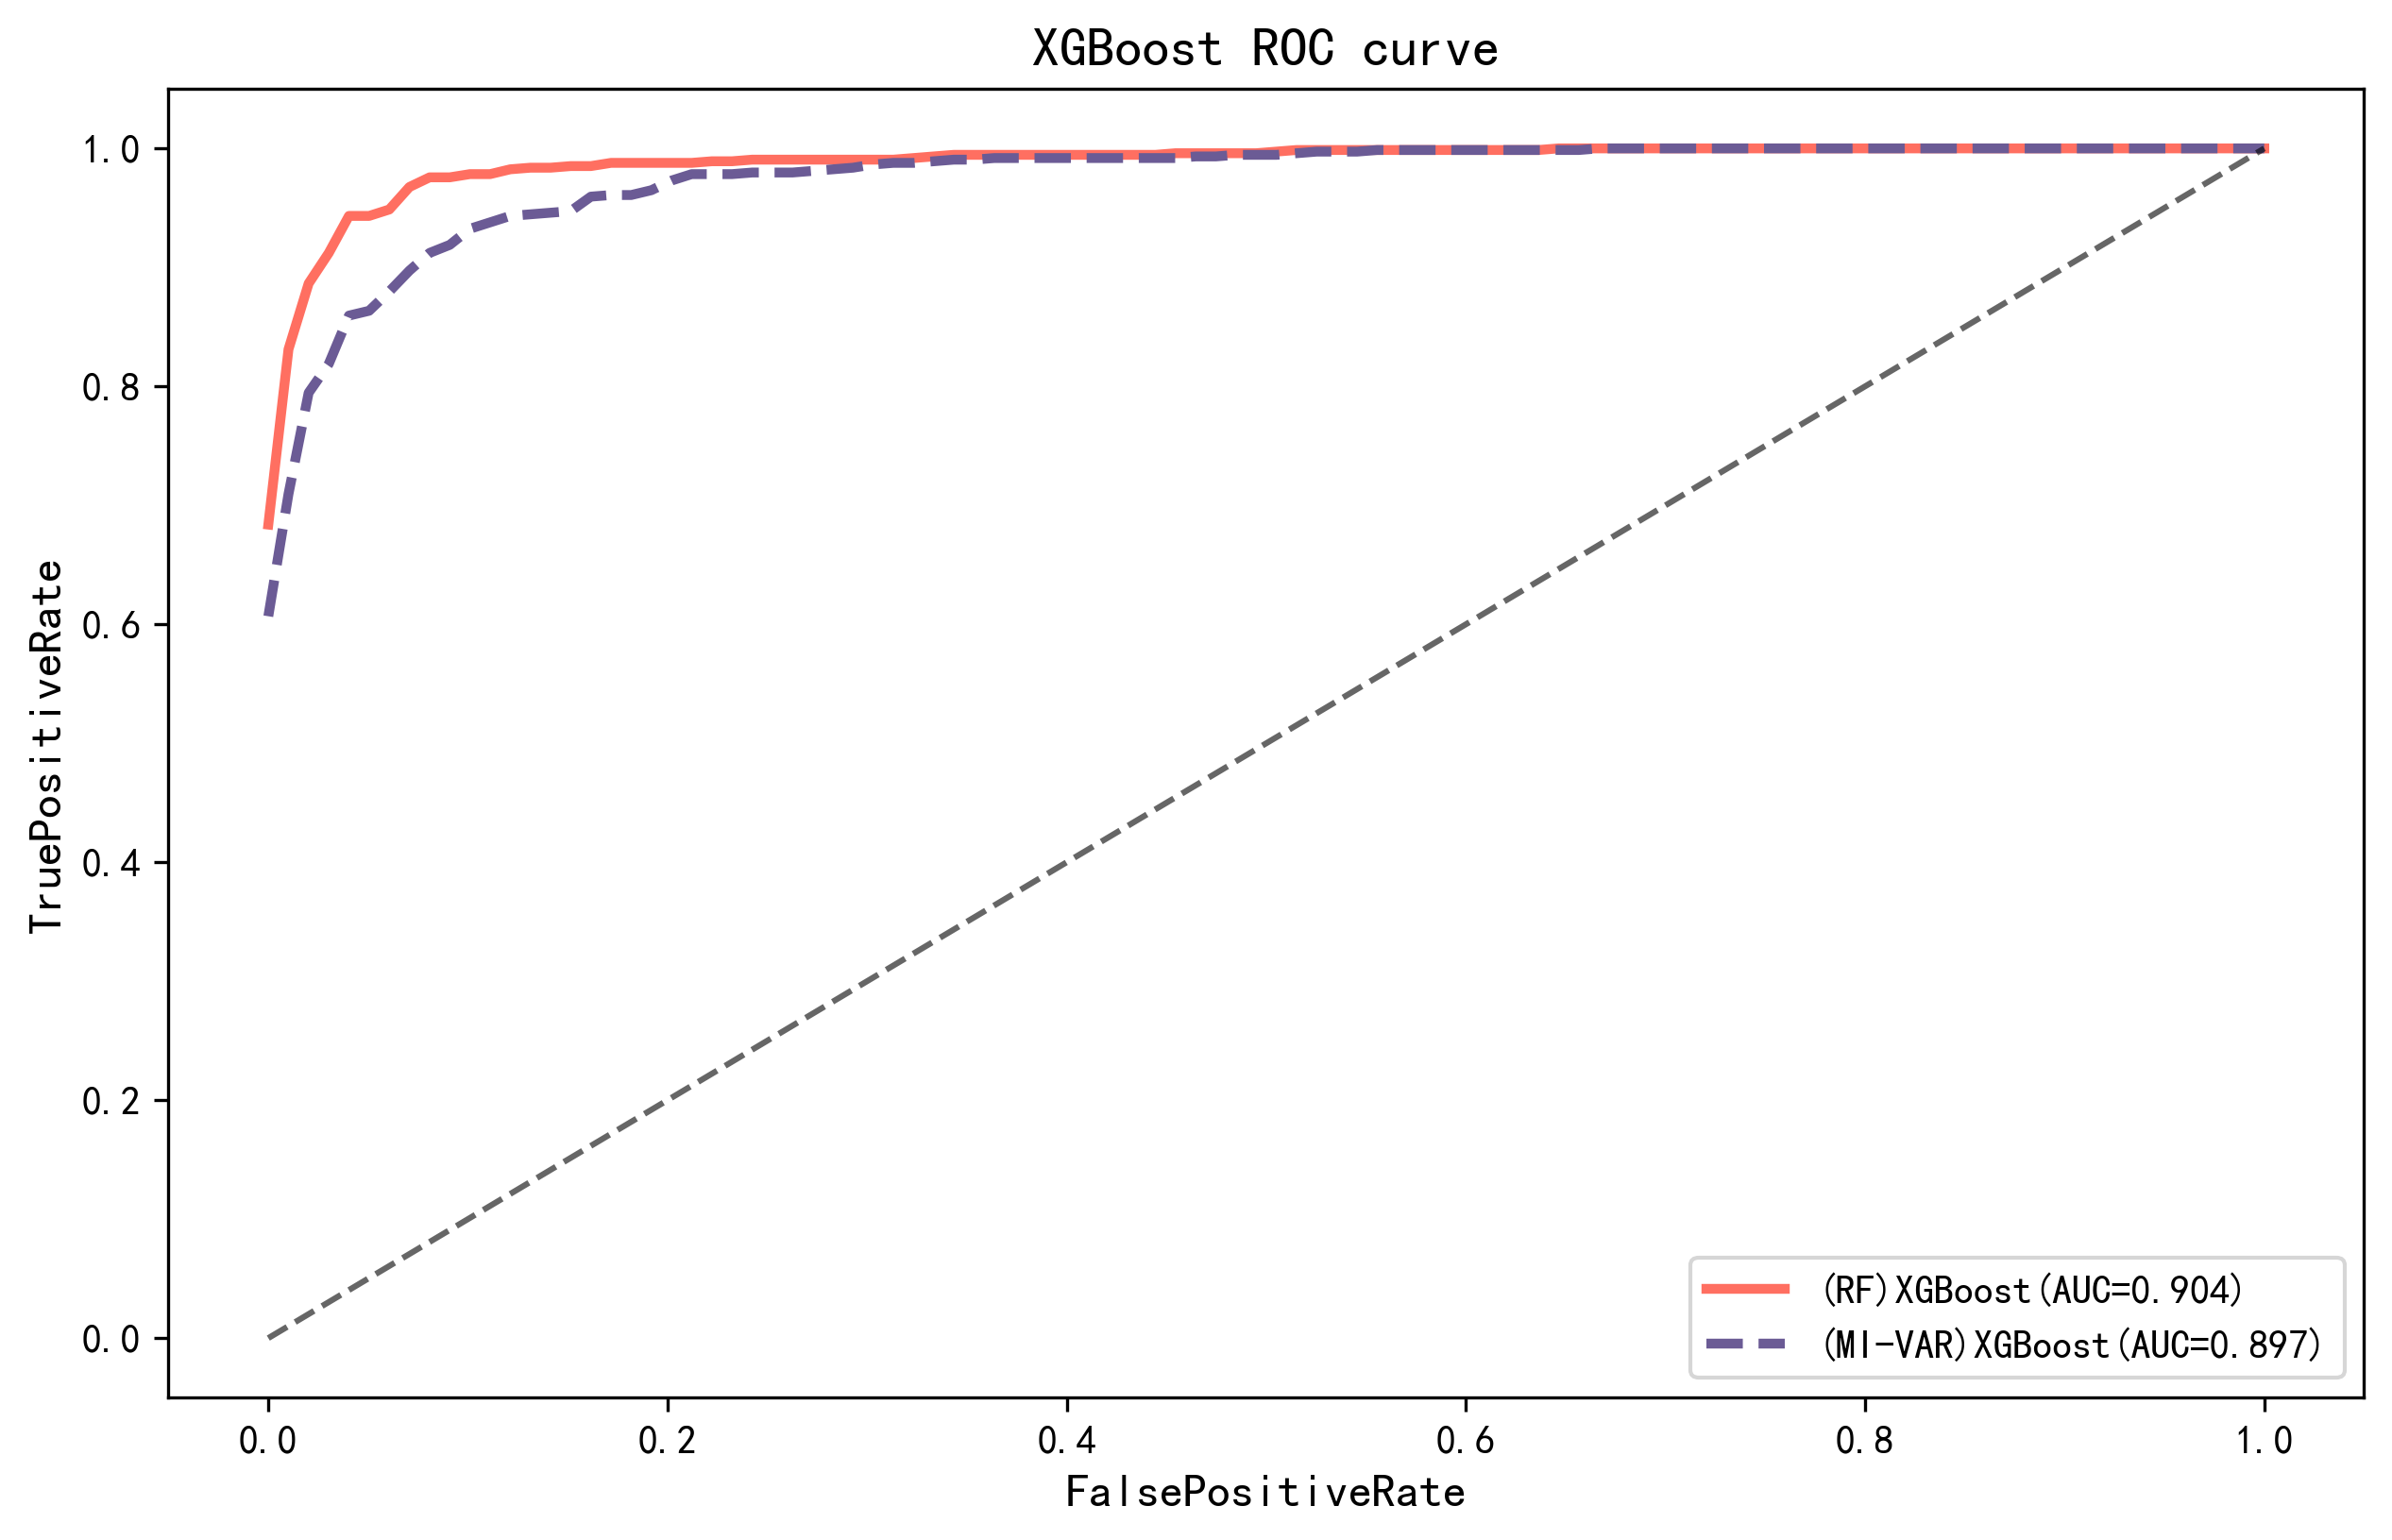 XGBoost ROC curve
TruePositiveRate
1.0
0.8
0.6
0.4
0.2
0.0
(RF)XGBoost(AUC=0.904)
(MI-VAR)XGBoost(AUC=0.897)
0.0 0.2 0.4 0.6 0.8 1.0
FalsePositiveRate